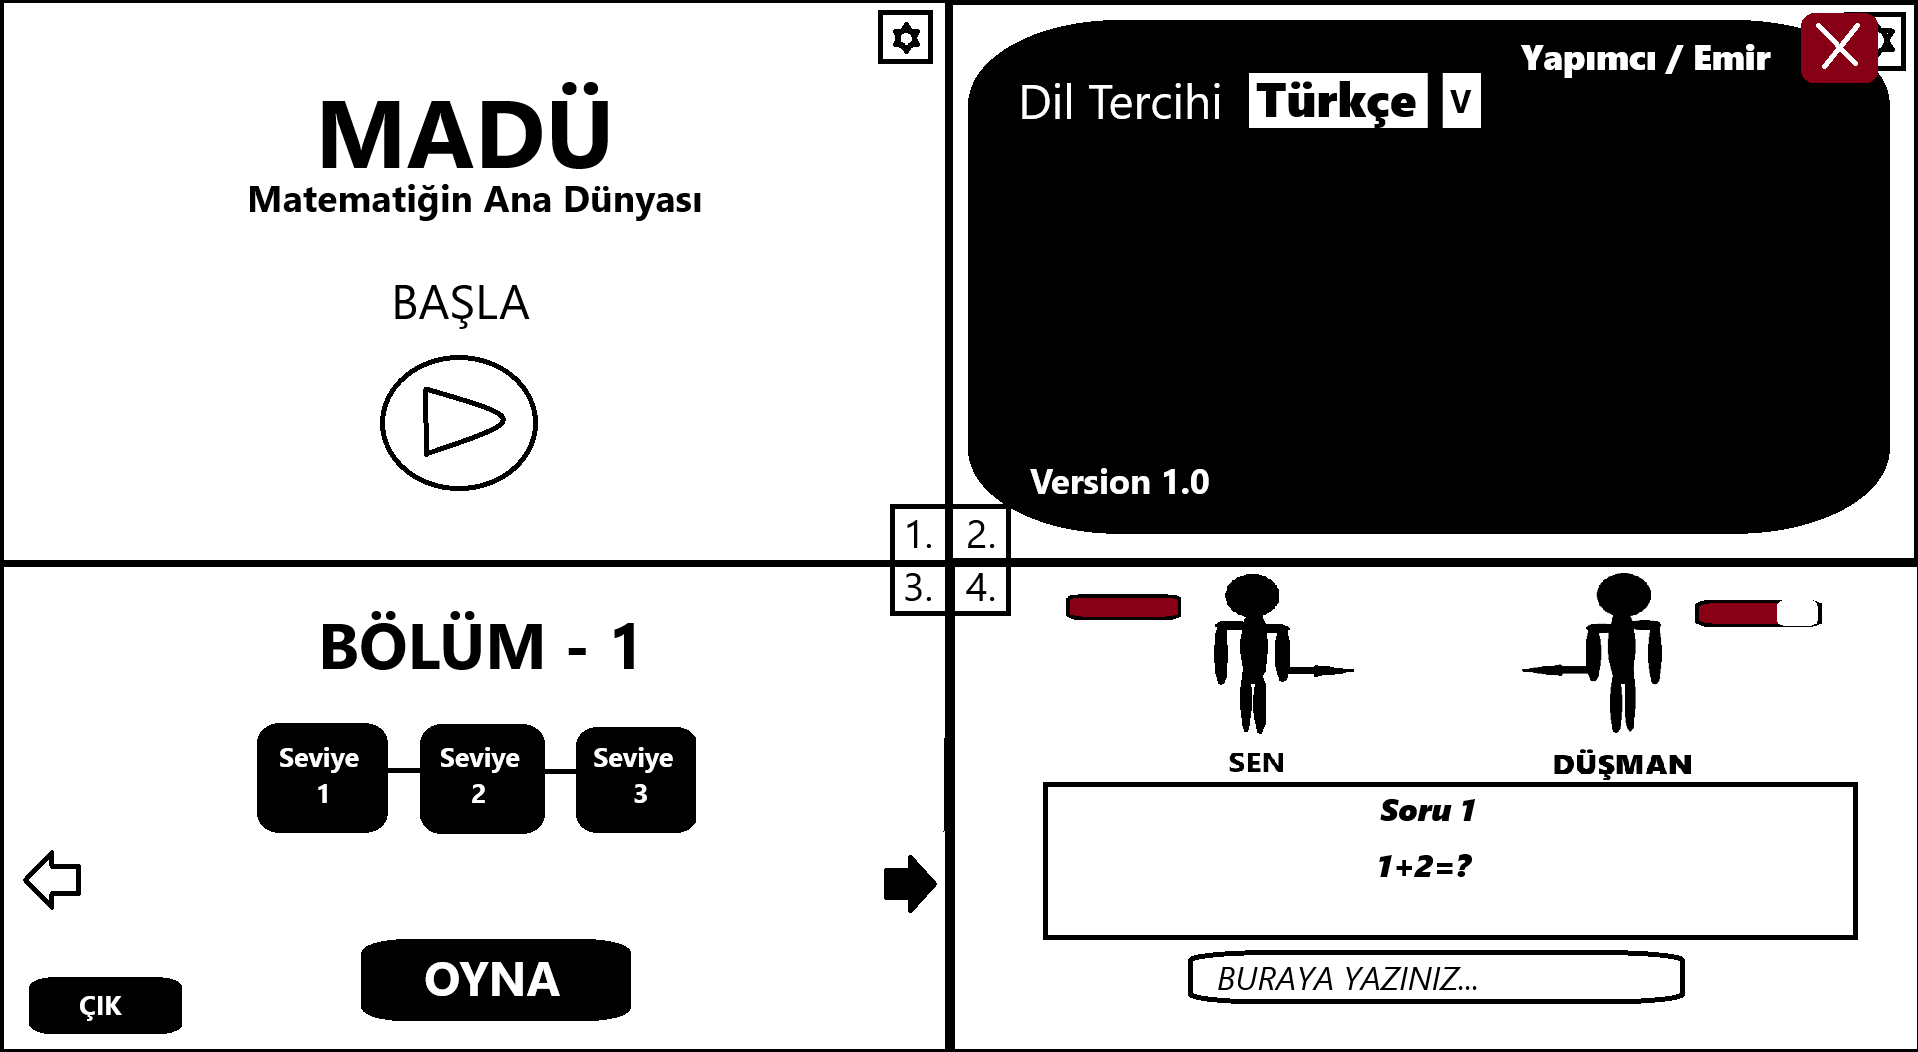 MADÜ
Matematiğin Ana Dünyası
BAŞLA
Yapımcı / Emir
Dil Tercihi Türkçe V
Version 1.0
1. 2.
3. 4.
BÖLÜM - 1
Seviye 1
Seviye 2
Seviye 3
OYNA
ÇIK
SEN
DÜŞMAN
Soru 1
1+2=?
BURAYA YAZINIZ...